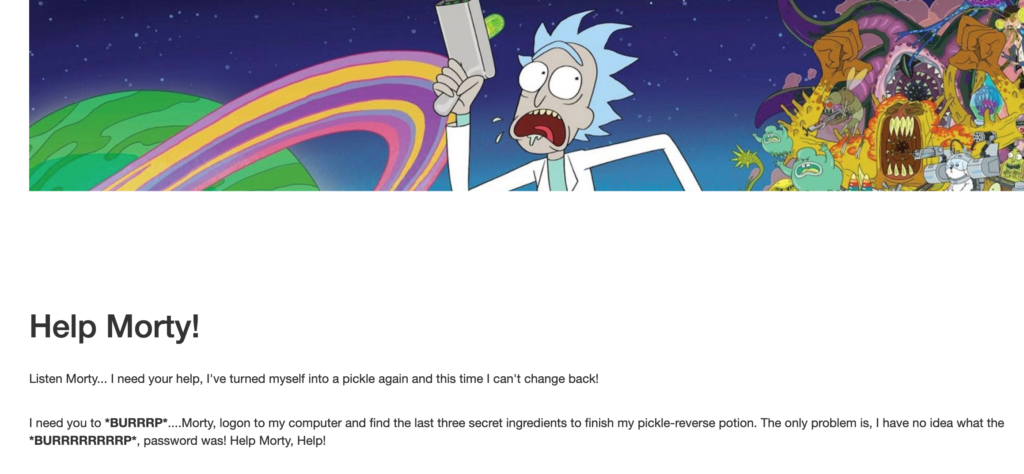 Help Morty!
Listen Morty... I need your help, I've turned myself into a pickle again and this time I can't change back!
I need you to *BURRRP*....Morty, logon to my computer and find the last three secret ingredients to finish my pickle-reverse potion. The only problem is, I have no idea what the
*BURRRRRRRRP*, password was! Help Morty, Help!